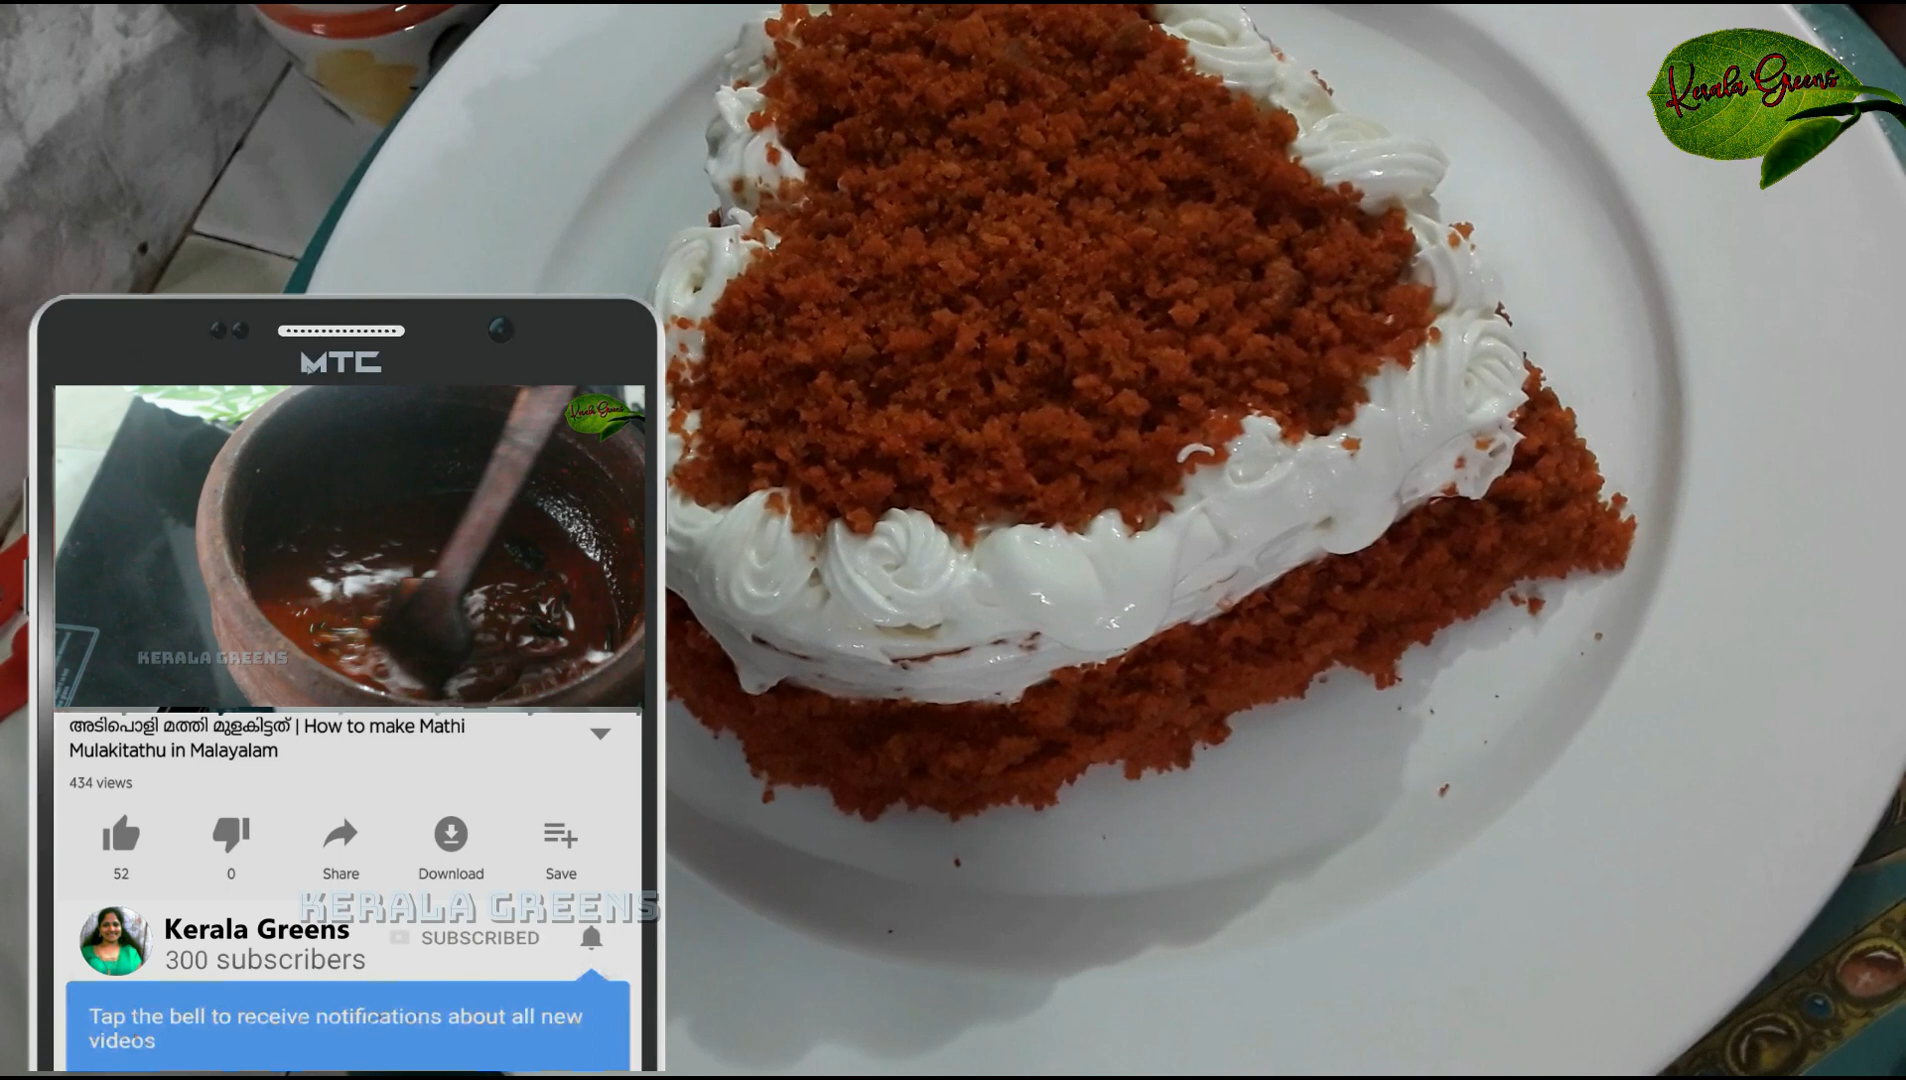 Kerala Greens
MTC
Kerala Greens
KERALA GREENS
അടിപൊളി മത്തി മുളകിട്ടത് | How to make Mathi
Mulakitathu in Malayalam
434 views
52
0
Share
Download
Save
KERALA GREENS
Kerala Greens
SUBSCRIBED
300 subscribers
Tap the bell to receive notifications about all new
videos